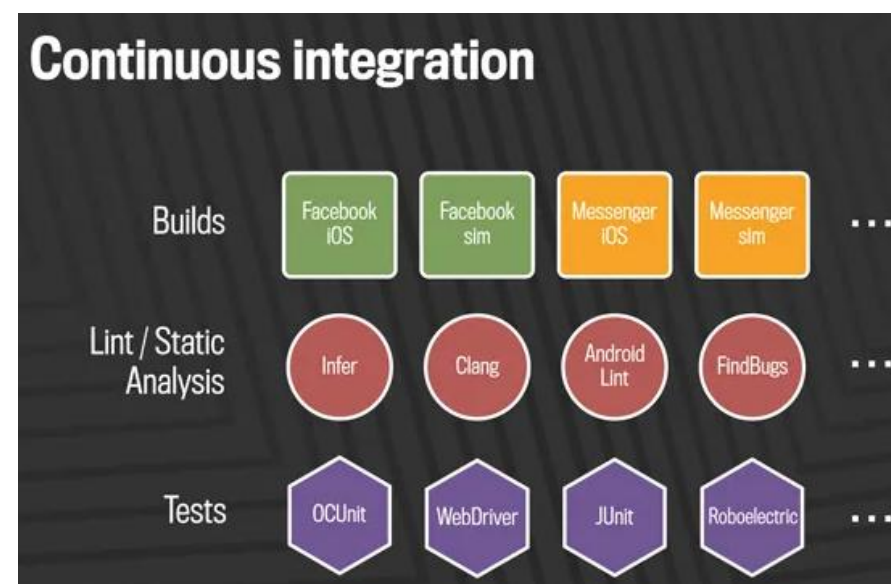 Continuous integration
Builds
Facebook
iOS
Facebook
sim
Messenger
iOS
Messenger
sim
...
Lint / Static
Analysis
Infer
Clang
Android
Lint
FindBugs
...
Tests
OCUnit
WebDriver
JUnit
Roboelectric
...